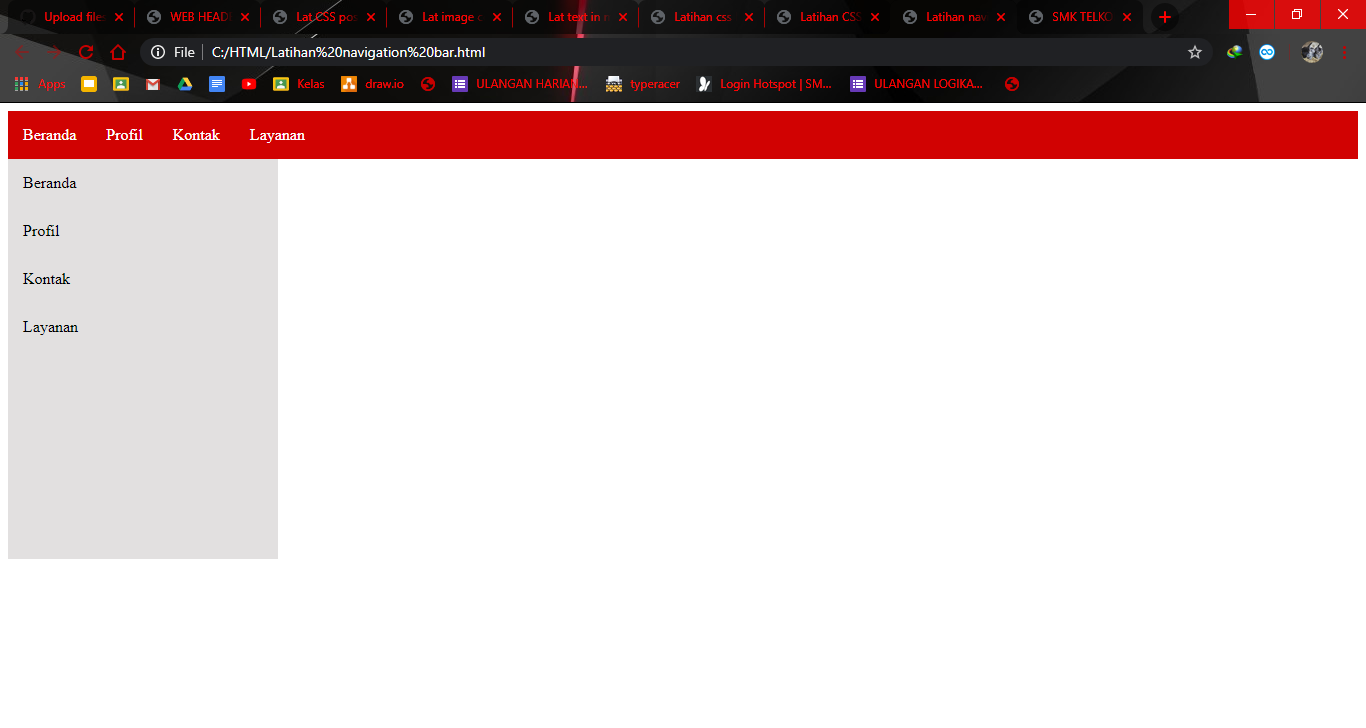 Upload files WEB HEAD Lat CSS pos Lat image c Lat text in Latihan css Latihan CSS Latihan nav SMK TELKO
File C:/HTML/Latihan%20navigation%20bar.html
Apps Kelas draw.io ULANGAN HARIAN... typeracer Login Hotspot | SM... ULANGAN LOGIKA...
Beranda Profil Kontak Layanan
Beranda
Profil
Kontak
Layanan